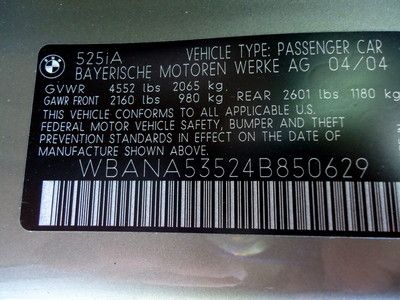 525iA VEHICLE TYPE: PASSENGER CAR
BAYERISCHE MOTOREN WERKE AG 04/04
GVWR 4552 lbs 2065 kg.
GAWR FRONT 2160 lbs 980 kg. REAR 2601 lbs 1180 kg
THIS VEHICLE CONFORMS TO ALL APPLICABLE U.S.
FEDERAL MOTOR VEHICLE SAFETY, BUMPER AND THEFT
PREVENTION STANDARDS IN EFFECT ON THE DATE OF
MANUFACTURE SHOWN ABOVE.
WBANA53524B850629